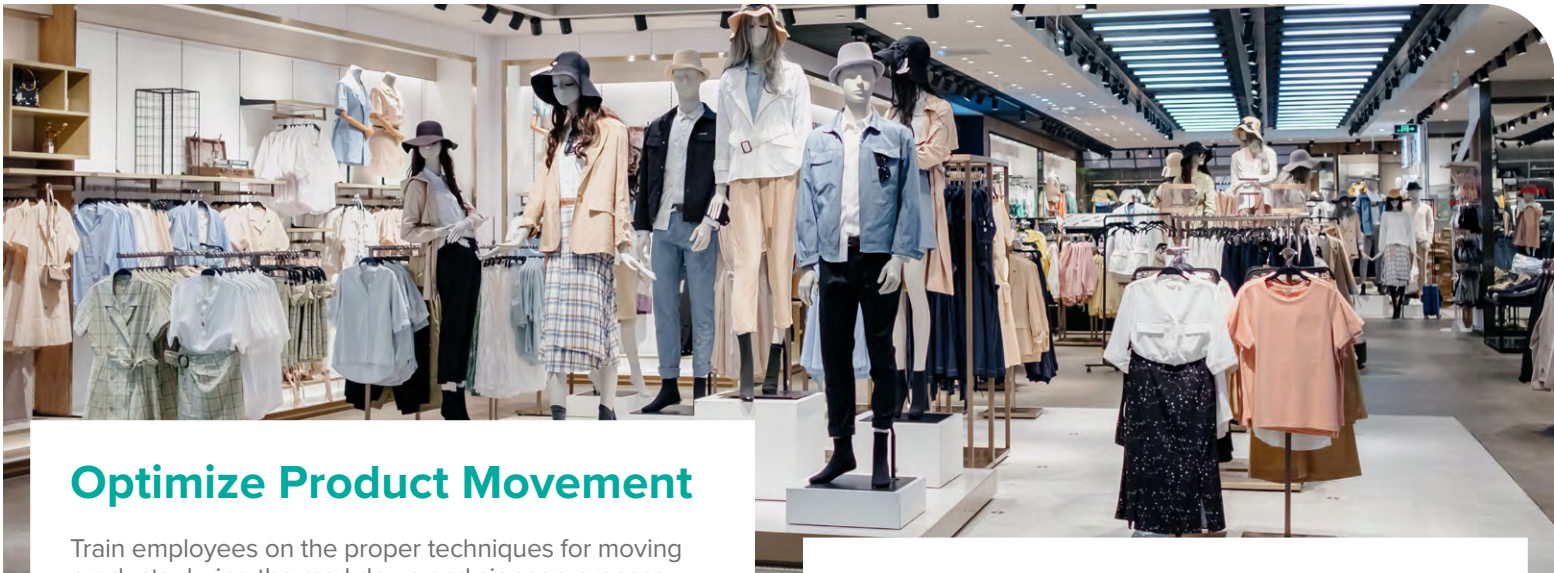 Optimize Product Movement
Train employees on the proper techniques for moving